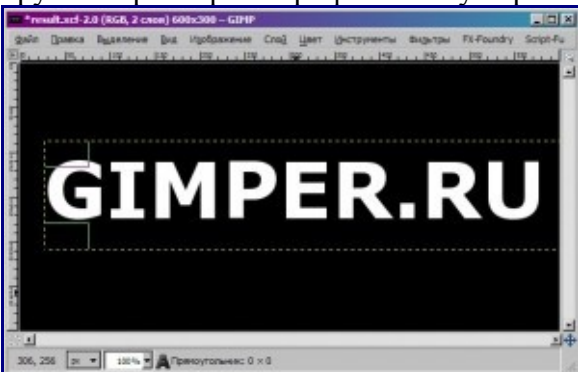 *result.xcf-2.0 (RGB, 2 слоя) 600x300 – GIMP
Файл Правка Выделение Вид Изображение Слой Цвет Инструменты Фильтры FX-Foundry Script-Fu
GIMPER.RU
306, 256 px 100% Прямоугольник: 0 × 0